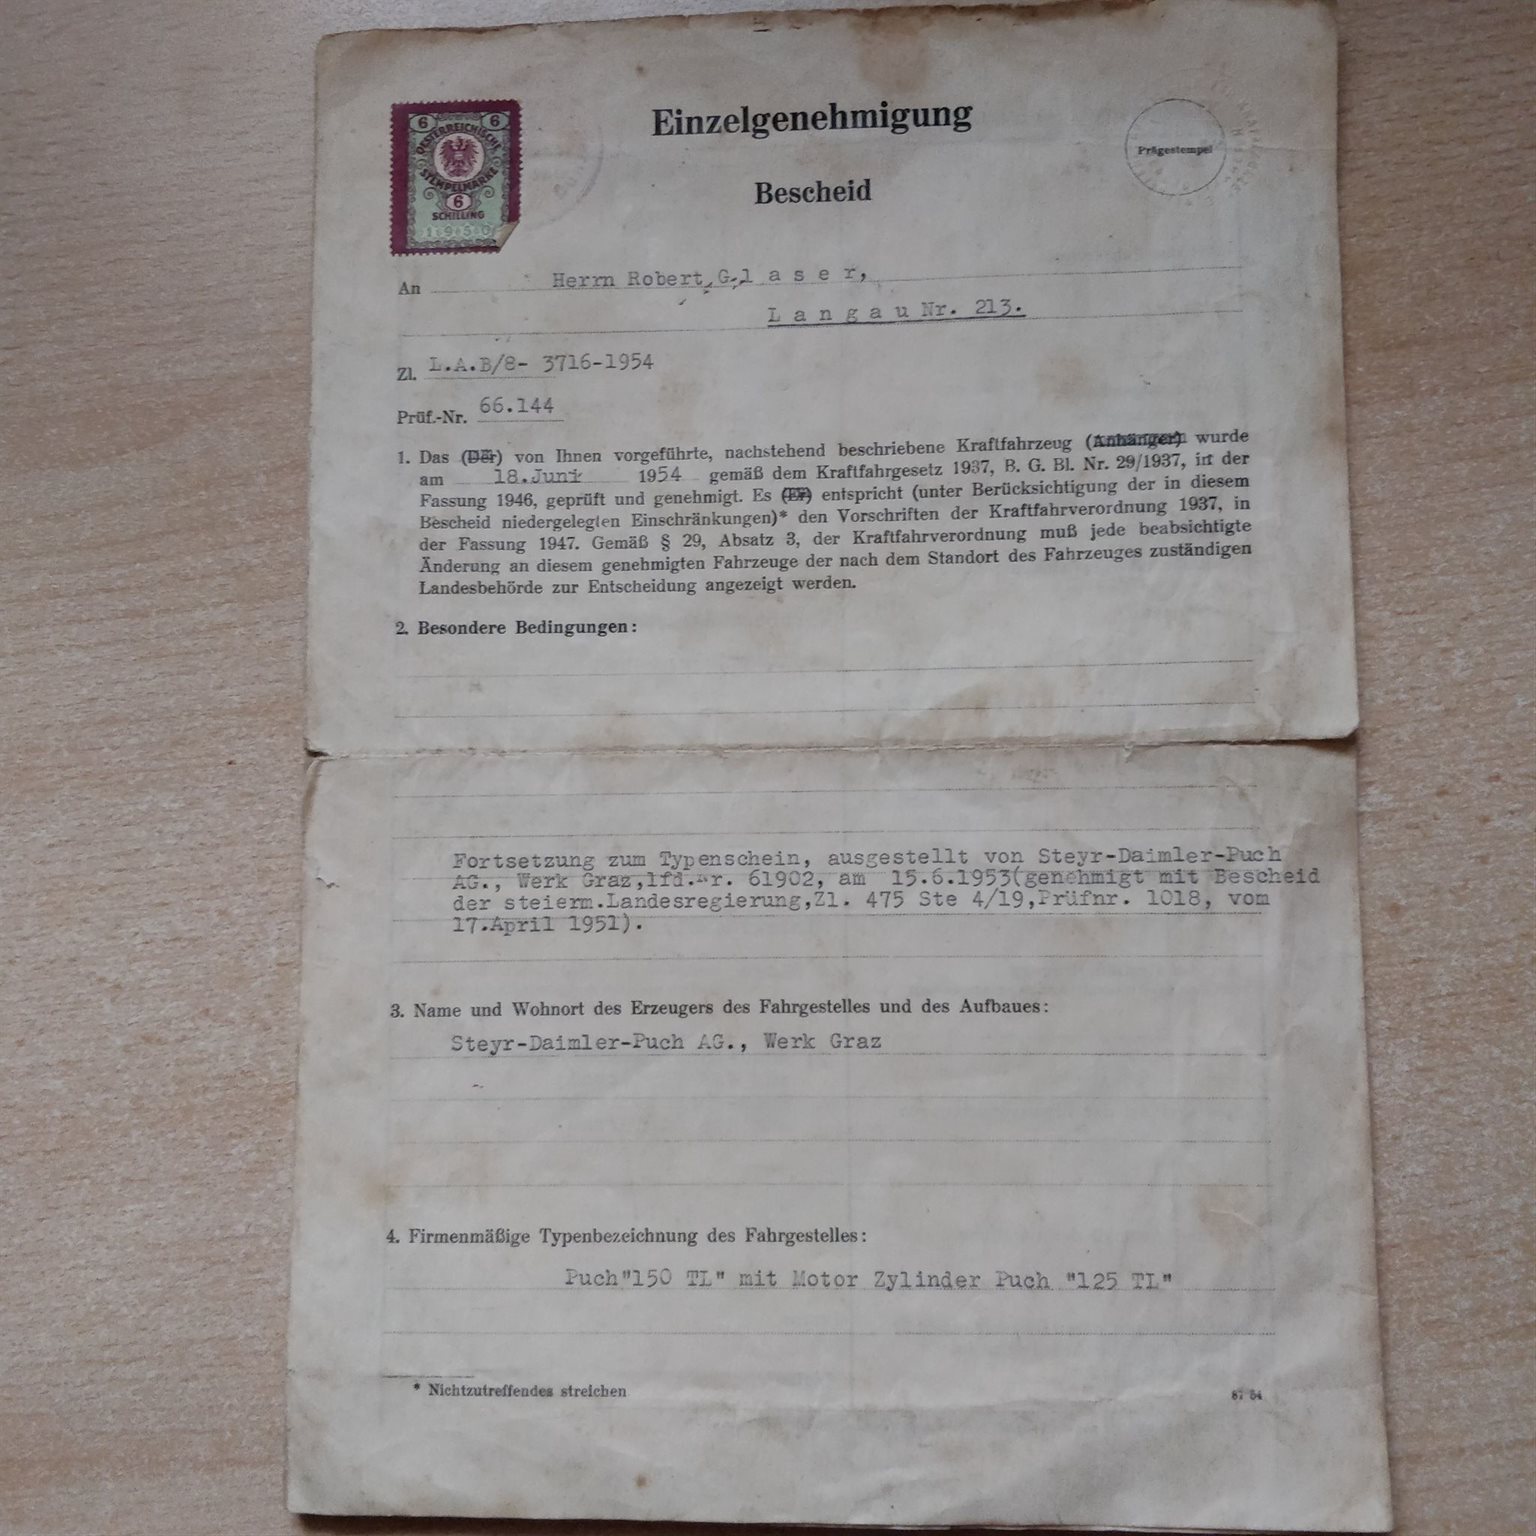 Einzelgenehmigung
6 6
OESTERREICHISCHE
STEMPELMARKE
6
SCHILLING
1950
Prägestempel
Bescheid
An Herrn Robert Glaser,
Langau Nr. 213.
Zl. L.A.B/8- 3716-1954
Prüf.-Nr. 66.144
1. Das (Der) von Ihnen vorgeführte, nachstehend beschriebene Kraftfahrzeug (Anhänger) wurde
am 18.Juni 1954 gemäß dem Kraftfahrgesetz 1937, B. G. Bl. Nr. 29/1937, in der
Fassung 1946, geprüft und genehmigt. Es (Er) entspricht (unter Berücksichtigung der in diesem
Bescheid niedergelegten Einschränkungen)* den Vorschriften der Kraftfahrverordnung 1937, in
der Fassung 1947. Gemäß § 29, Absatz 3, der Kraftfahrverordnung muß jede beabsichtigte
Änderung an diesem genehmigten Fahrzeuge der nach dem Standort des Fahrzeuges zuständigen
Landesbehörde zur Entscheidung angezeigt werden.
2. Besondere Bedingungen:
Fortsetzung zum Typenschein, ausgestellt von Steyr-Daimler-Puch
AG., Werk Graz,lfd.Nr. 61902, am 15.6.1953(genehmigt mit Bescheid
der steierm.Landesregierung,Zl. 475 Ste 4/19,Prüfnr. 1018, vom
17.April 1951).
3. Name und Wohnort des Erzeugers des Fahrgestelles und des Aufbaues:
Steyr-Daimler-Puch AG., Werk Graz
4. Firmenmäßige Typenbezeichnung des Fahrgestelles:
Puch"150 TL" mit Motor Zylinder Puch "125 TL"
* Nichtzutreffendes streichen
87 54